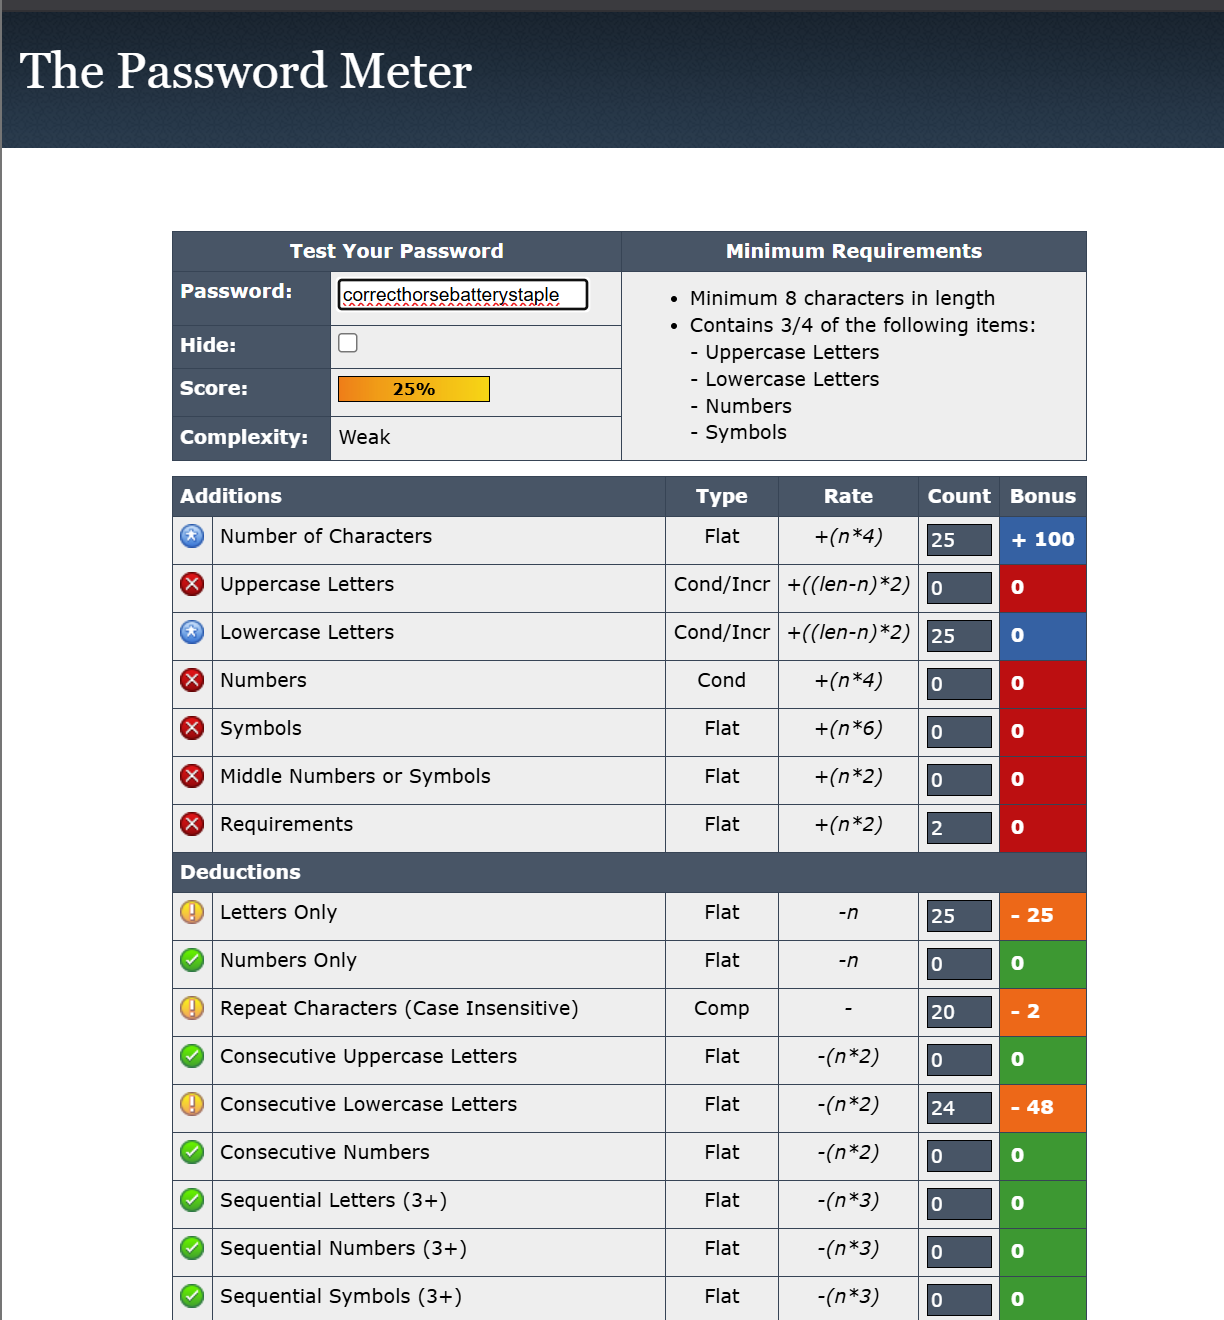 The Password Meter
Test Your Password Minimum Requirements
Password: correcthorsebatterystaple
• Minimum 8 characters in length
• Contains 3/4 of the following items:
- Uppercase Letters
- Lowercase Letters
- Numbers
- Symbols
Hide:
Score: 25%
Complexity: Weak
Additions Type Rate Count Bonus
Number of Characters Flat +(n*4) 25 + 100
Uppercase Letters Cond/Incr +((len-n)*2) 0 0
Lowercase Letters Cond/Incr +((len-n)*2) 25 0
Numbers Cond +(n*4) 0 0
Symbols Flat +(n*6) 0 0
Middle Numbers or Symbols Flat +(n*2) 0 0
Requirements Flat +(n*2) 2 0
Deductions
Letters Only Flat -n 25 - 25
Numbers Only Flat -n 0 0
Repeat Characters (Case Insensitive) Comp - 20 - 2
Consecutive Uppercase Letters Flat -(n*2) 0 0
Consecutive Lowercase Letters Flat -(n*2) 24 - 48
Consecutive Numbers Flat -(n*2) 0 0
Sequential Letters (3+) Flat -(n*3) 0 0
Sequential Numbers (3+) Flat -(n*3) 0 0
Sequential Symbols (3+) Flat -(n*3) 0 0